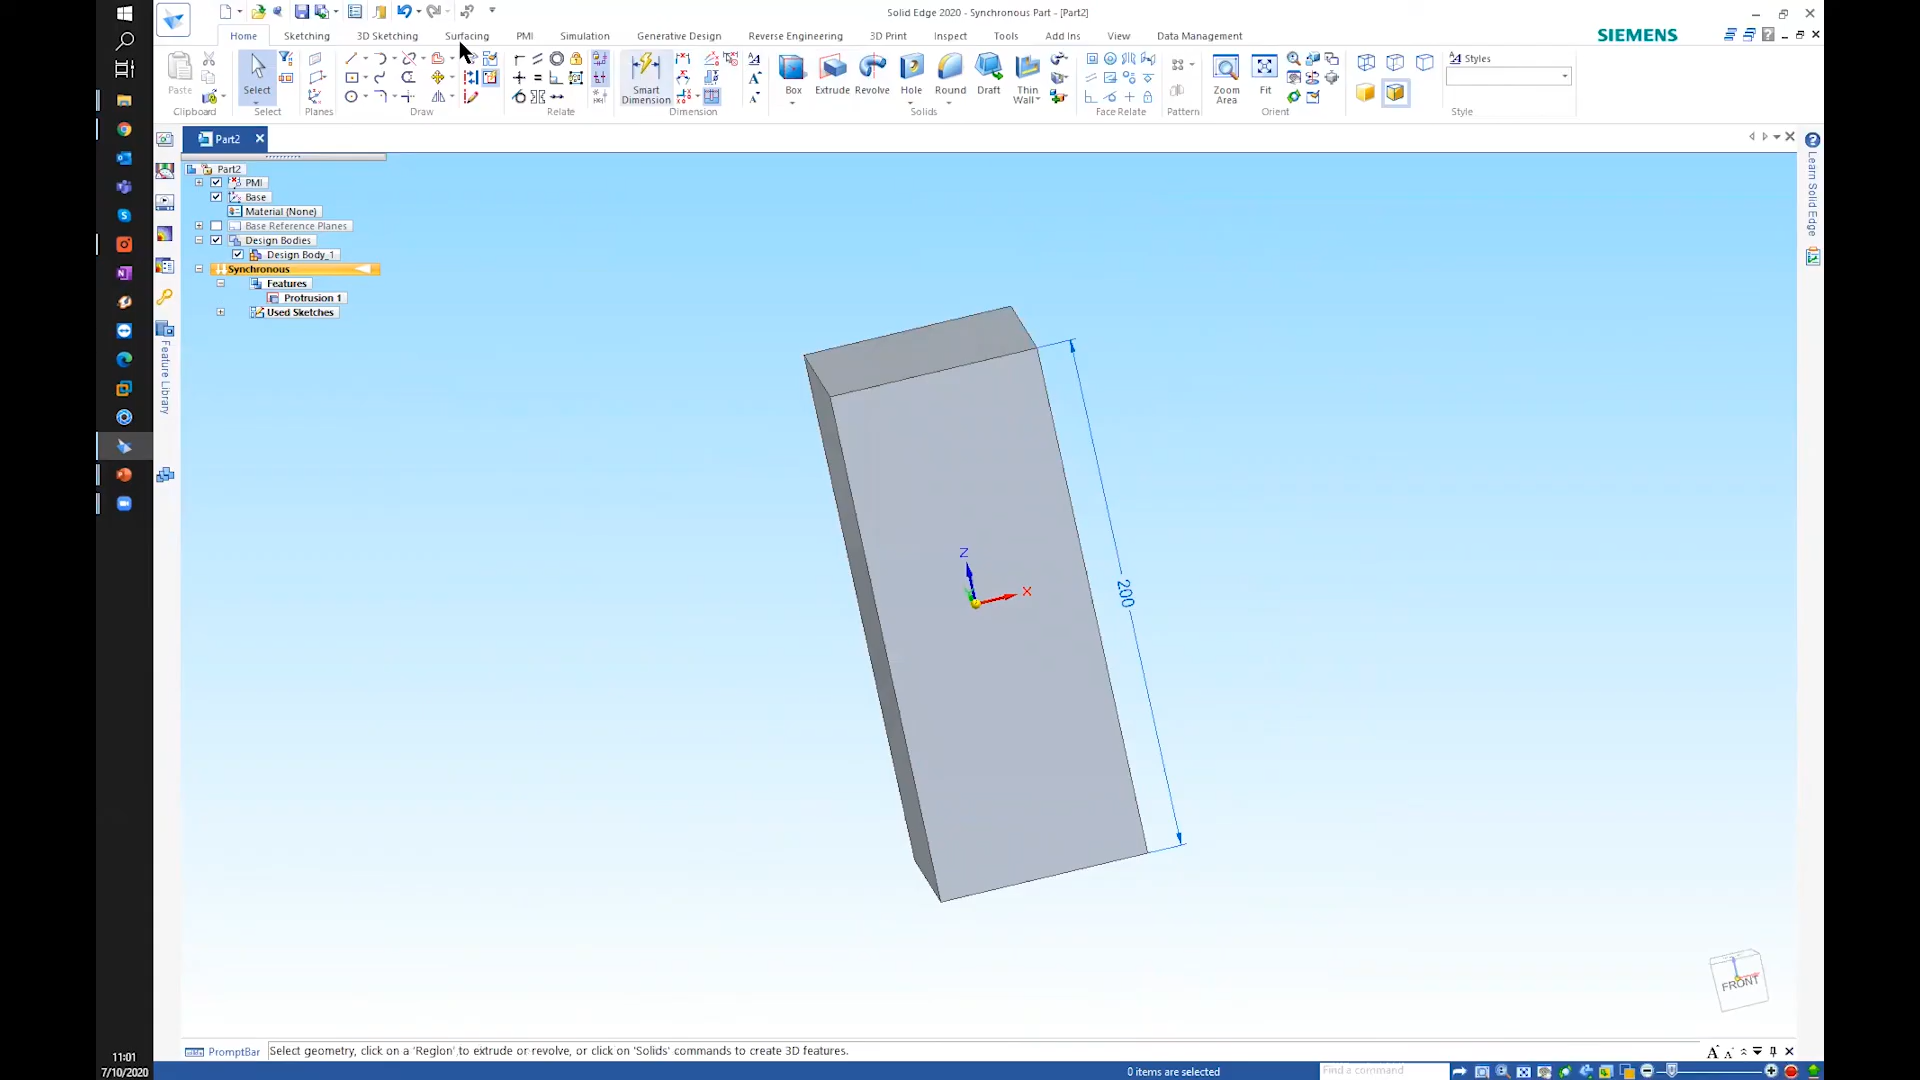 Solid Edge 2020 - Synchronous Part - [Part2]
Home Sketching 3D Sketching Surfacing PMI Simulation Generative Design Reverse Engineering 3D Print Inspect Tools Add Ins View Data Management
SIEMENS
Paste
Clipboard
Select
Select
Planes
Draw
Relate
Smart Dimension
Dimension
Box Extrude Revolve Hole Round Draft Thin Wall
Solids
Face Relate
Pattern
Zoom Area Fit
Orient
Styles
Style
Part2
Part2
PMI
Base
Material (None)
Base Reference Planes
Design Bodies
Design Body_1
Synchronous
Features
Protrusion 1
Used Sketches
Feature Library
Learn Solid Edge
200
Z
X
FRONT
PromptBar
Select geometry, click on a 'Region' to extrude or revolve, or click on 'Solids' commands to create 3D features.
0 items are selected
Find a command
11:01
7/10/2020